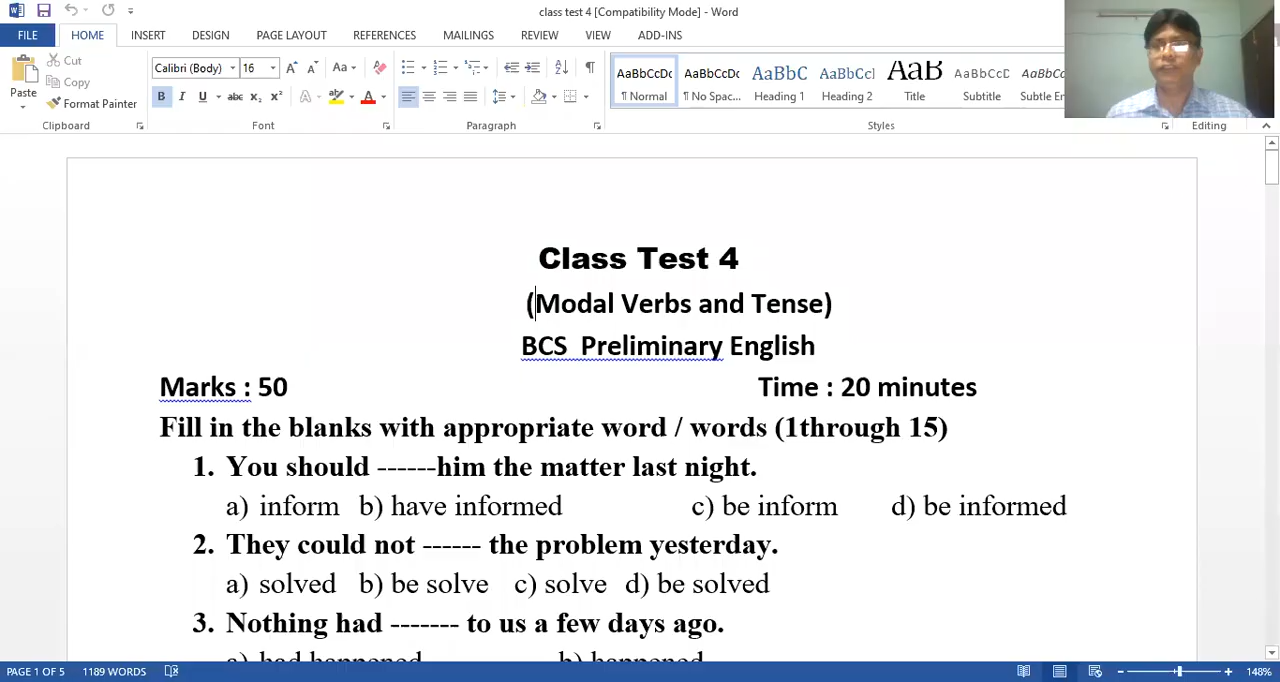 class test 4 [Compatibility Mode] - Word
FILE HOME INSERT DESIGN PAGE LAYOUT REFERENCES MAILINGS REVIEW VIEW ADD-INS
Paste
Cut
Copy
Format Painter
Calibri (Body) 16
AaBbCcDc AaBbCcDc AaBbC AaBbCcI AaB AaBbCcD AaBbCc
¶ Normal ¶ No Spac... Heading 1 Heading 2 Title Subtitle Subtle Em
Clipboard Font Paragraph Styles Editing
Class Test 4
(Modal Verbs and Tense)
BCS Preliminary English
Marks : 50 Time : 20 minutes
Fill in the blanks with appropriate word / words (1through 15)
1. You should ------him the matter last night.
a) inform b) have informed c) be inform d) be informed
2. They could not ------ the problem yesterday.
a) solved b) be solve c) solve d) be solved
3. Nothing had ------- to us a few days ago.
a) had happened b) happened
PAGE 1 OF 5 1189 WORDS 148%